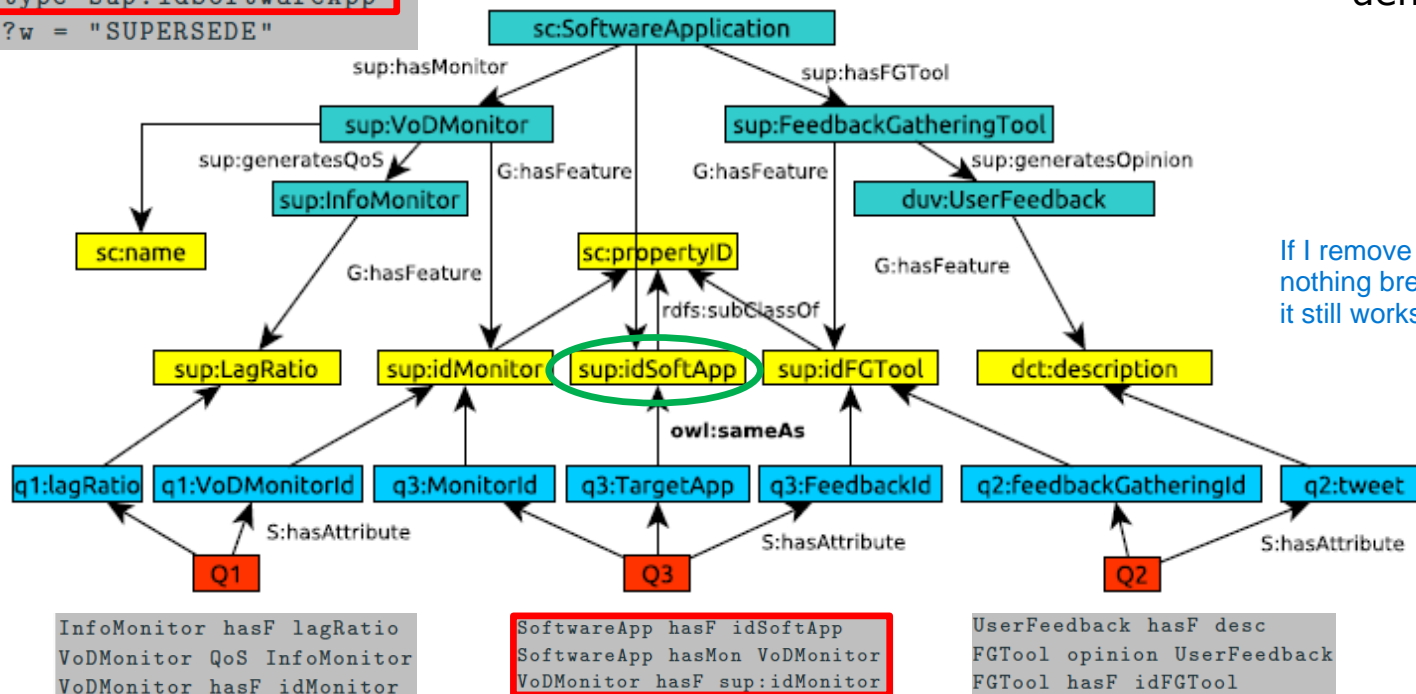 type sup:idSoftwareApp
?w = "SUPERSEDE"
sc:SoftwareApplication
sup:hasMonitor
sup:hasFGTool
sup:VoDMonitor
sup:FeedbackGatheringTool
sup:generatesQoS
G:hasFeature
G:hasFeature
sup:generatesOpinion
sup:InfoMonitor
duv:UserFeedback
sc:name
sc:propertyID
If I remove
G:hasFeature
G:hasFeature
rdfs:subClassOf
it still works
sup:LagRatio
sup:idMonitor
sup:idSoftApp
sup:idFGTool
dct:description
owl:sameAs
q1:lagRatio
q1:VoDMonitorId
q3:MonitorId
q3:TargetApp
q3:FeedbackId
q2:feedbackGatheringId
q2:tweet
S:hasAttribute
S:hasAttribute
S:hasAttribute
Q1
Q3
Q2
InfoMonitor hasF lagRatio
VoDMonitor QoS InfoMonitor
VoDMonitor hasF idMonitor
SoftwareApp hasF idSoftApp
SoftwareApp hasMon VoDMonitor
VoDMonitor hasF sup:idMonitor
UserFeedback hasF desc
FGTool opinion UserFeedback
FGTool hasF idFGTool